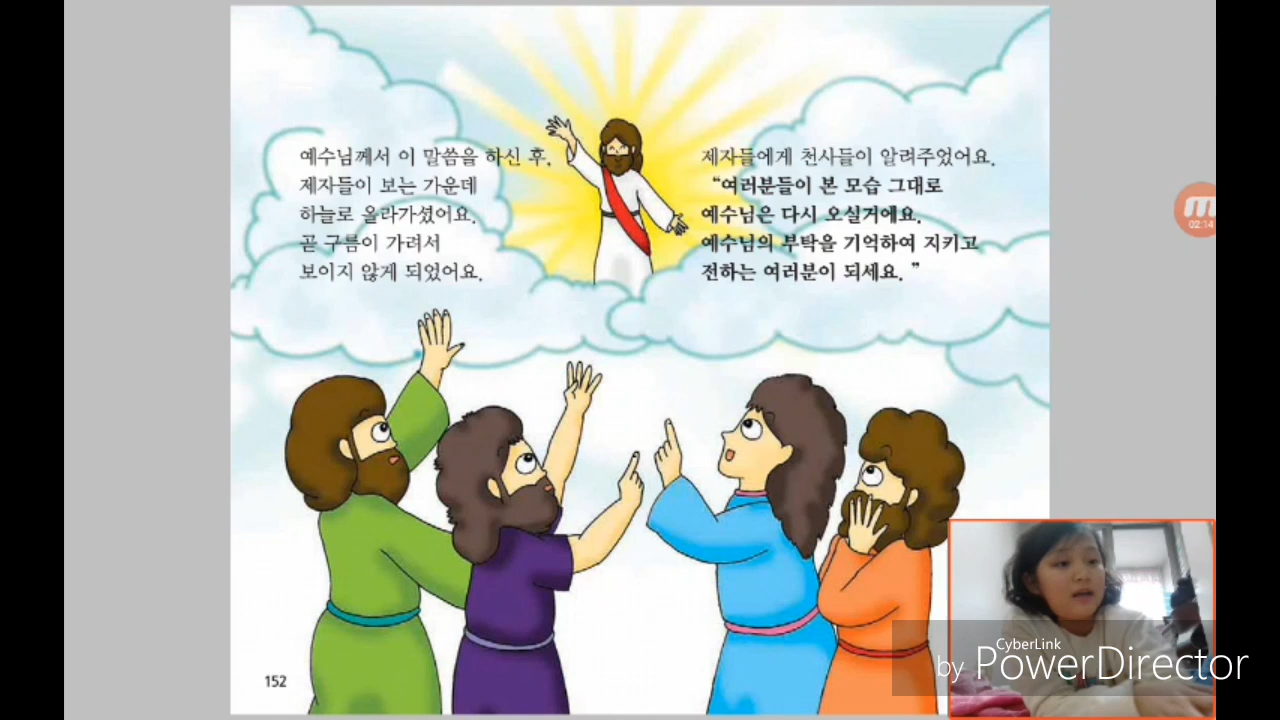 예수님께서 이 말씀을 하신 후,
제자들이 보는 가운데
하늘로 올라가셨어요.
곧 구름이 가려서
보이지 않게 되었어요.
제자들에게 천사들이 알려주었어요.
“여러분들이 본 모습 그대로
예수님은 다시 오실거에요.
예수님의 부탁을 기억하여 지키고
전하는 여러분이 되세요.”
152
02:14
CyberLink
by PowerDirector